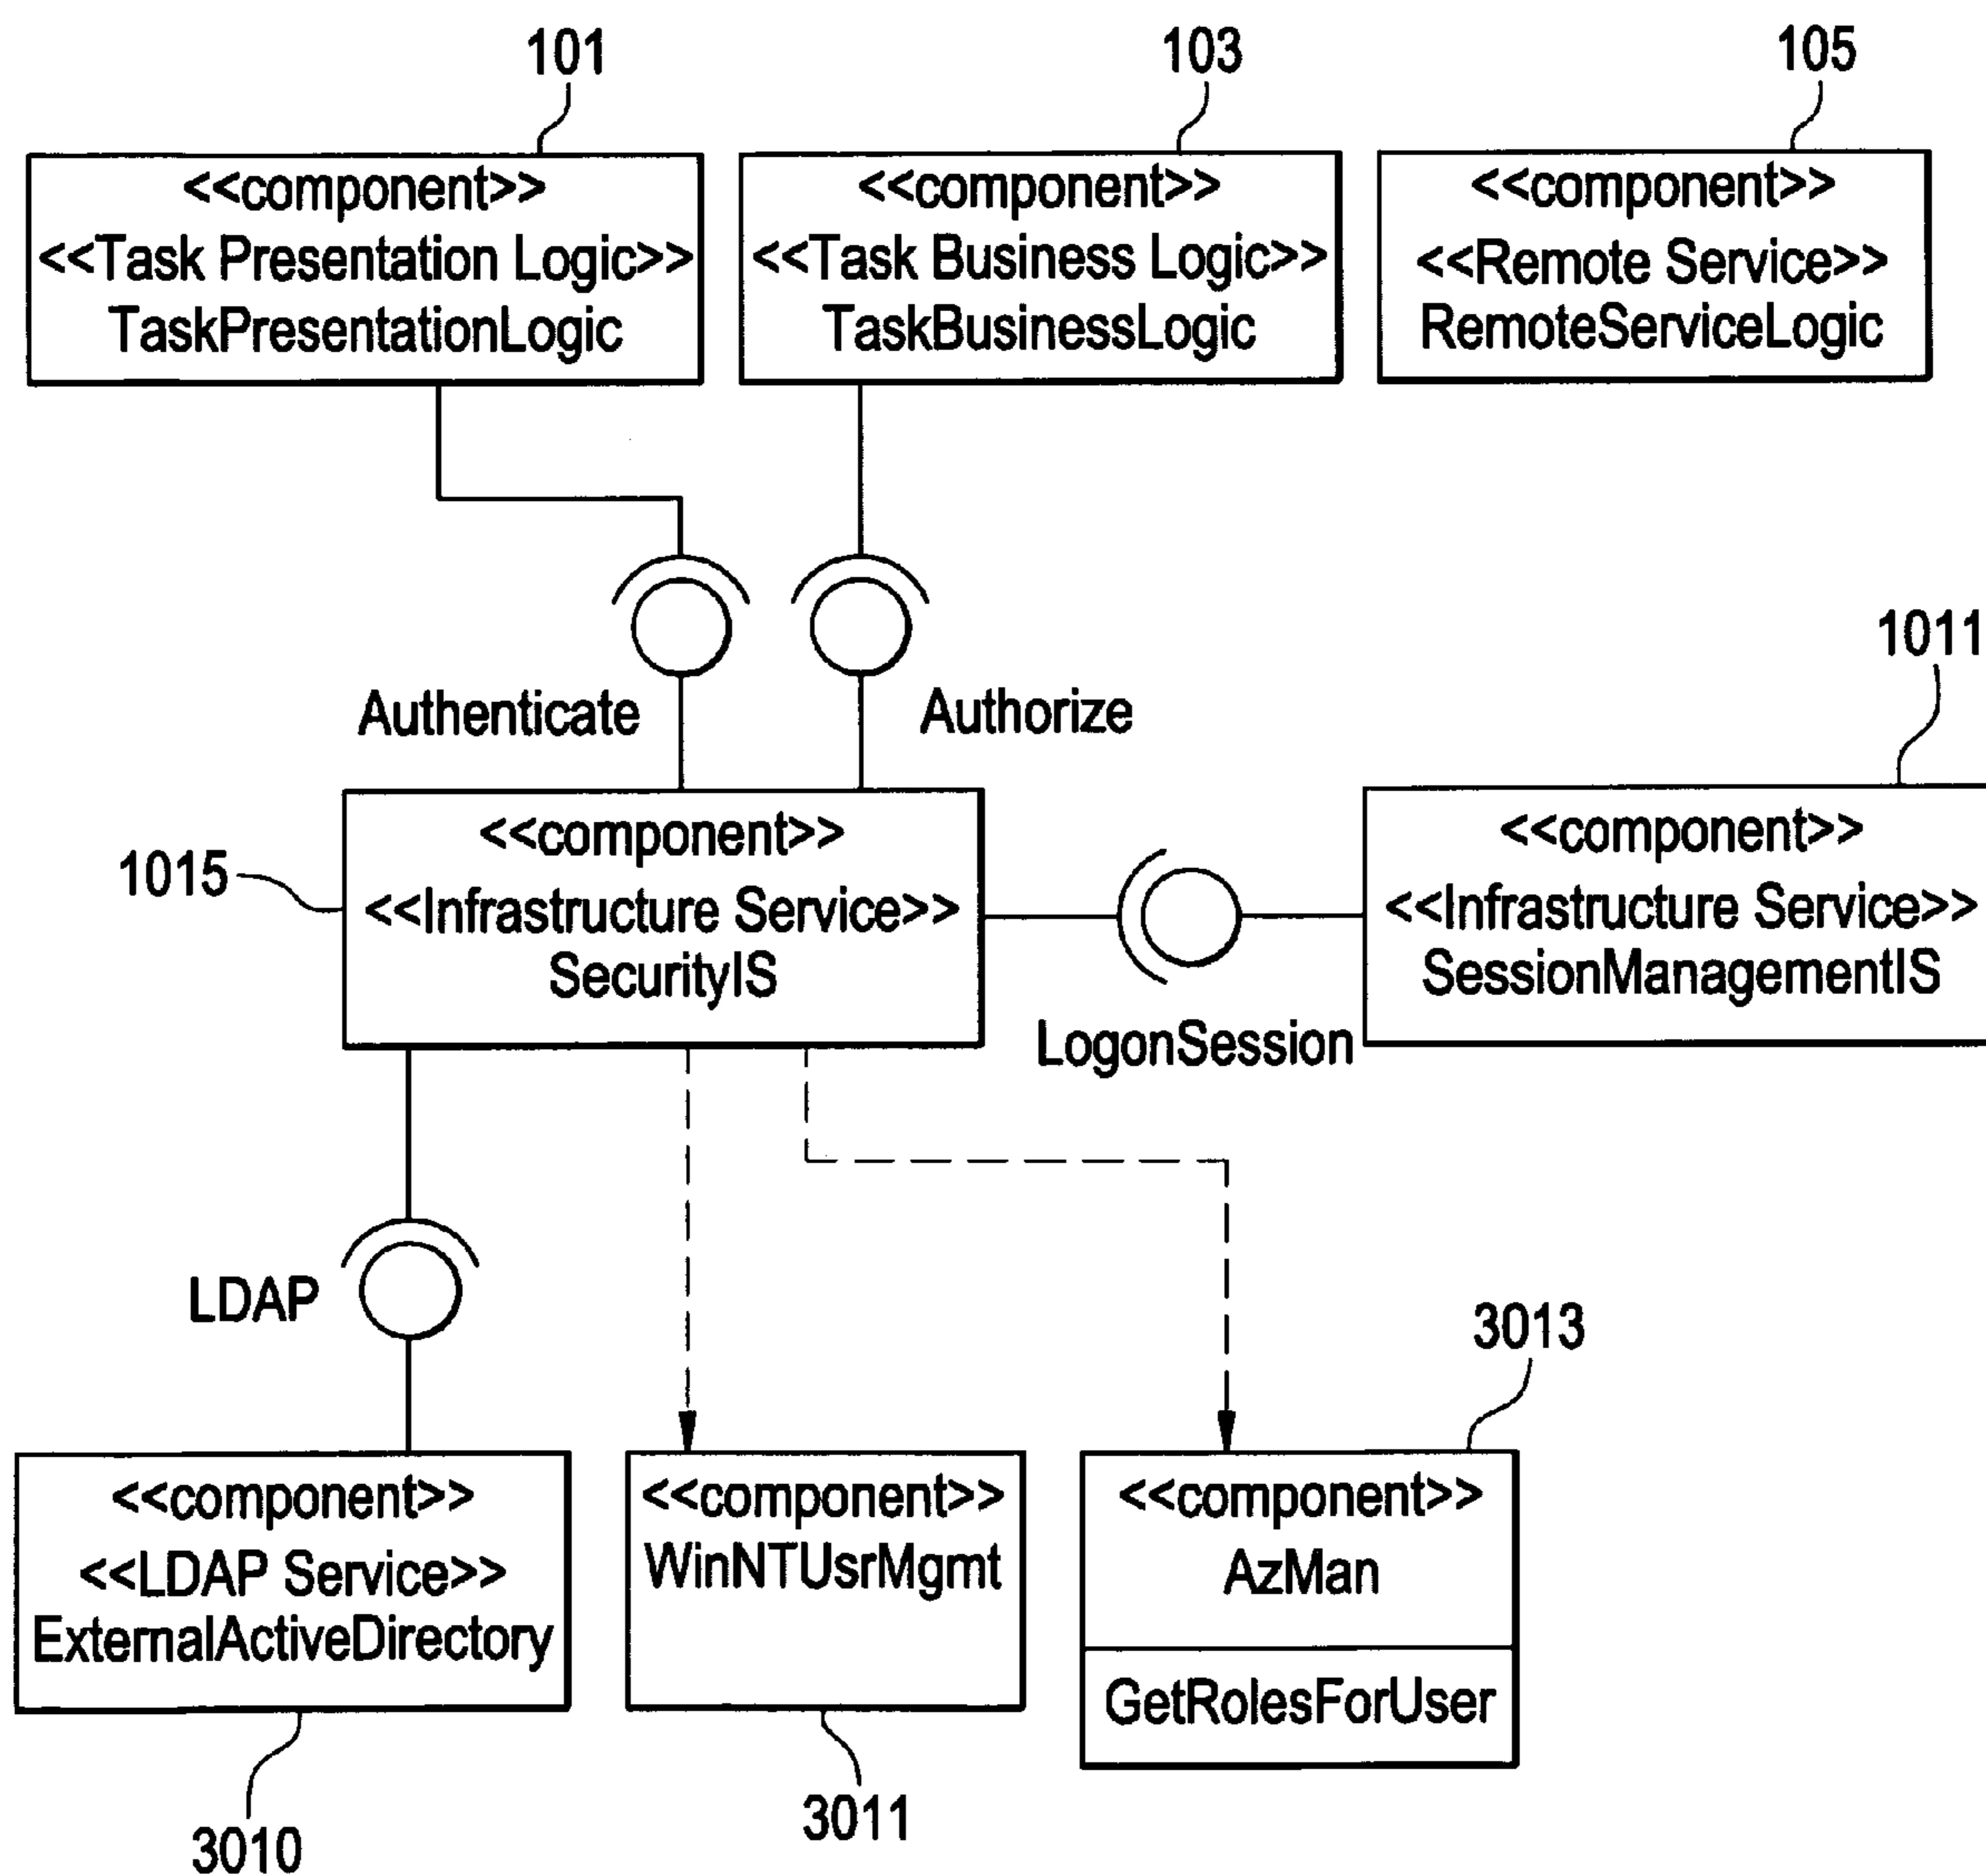 101
103
105
<<component>>
<<Task Presentation Logic>>
TaskPresentationLogic
<<component>>
<<Task Business Logic>>
TaskBusinessLogic
<<component>>
<<Remote Service>>
RemoteServiceLogic
Authenticate
Authorize
1011
1015
<<component>>
<<Infrastructure Service>>
SecurityIS
<<component>>
<<Infrastructure Service>>
SessionManagementIS
LogonSession
LDAP
3013
<<component>>
<<LDAP Service>>
ExternalActiveDirectory
<<component>>
WinNTUsrMgmt
<<component>>
AzMan
GetRolesForUser
3010
3011